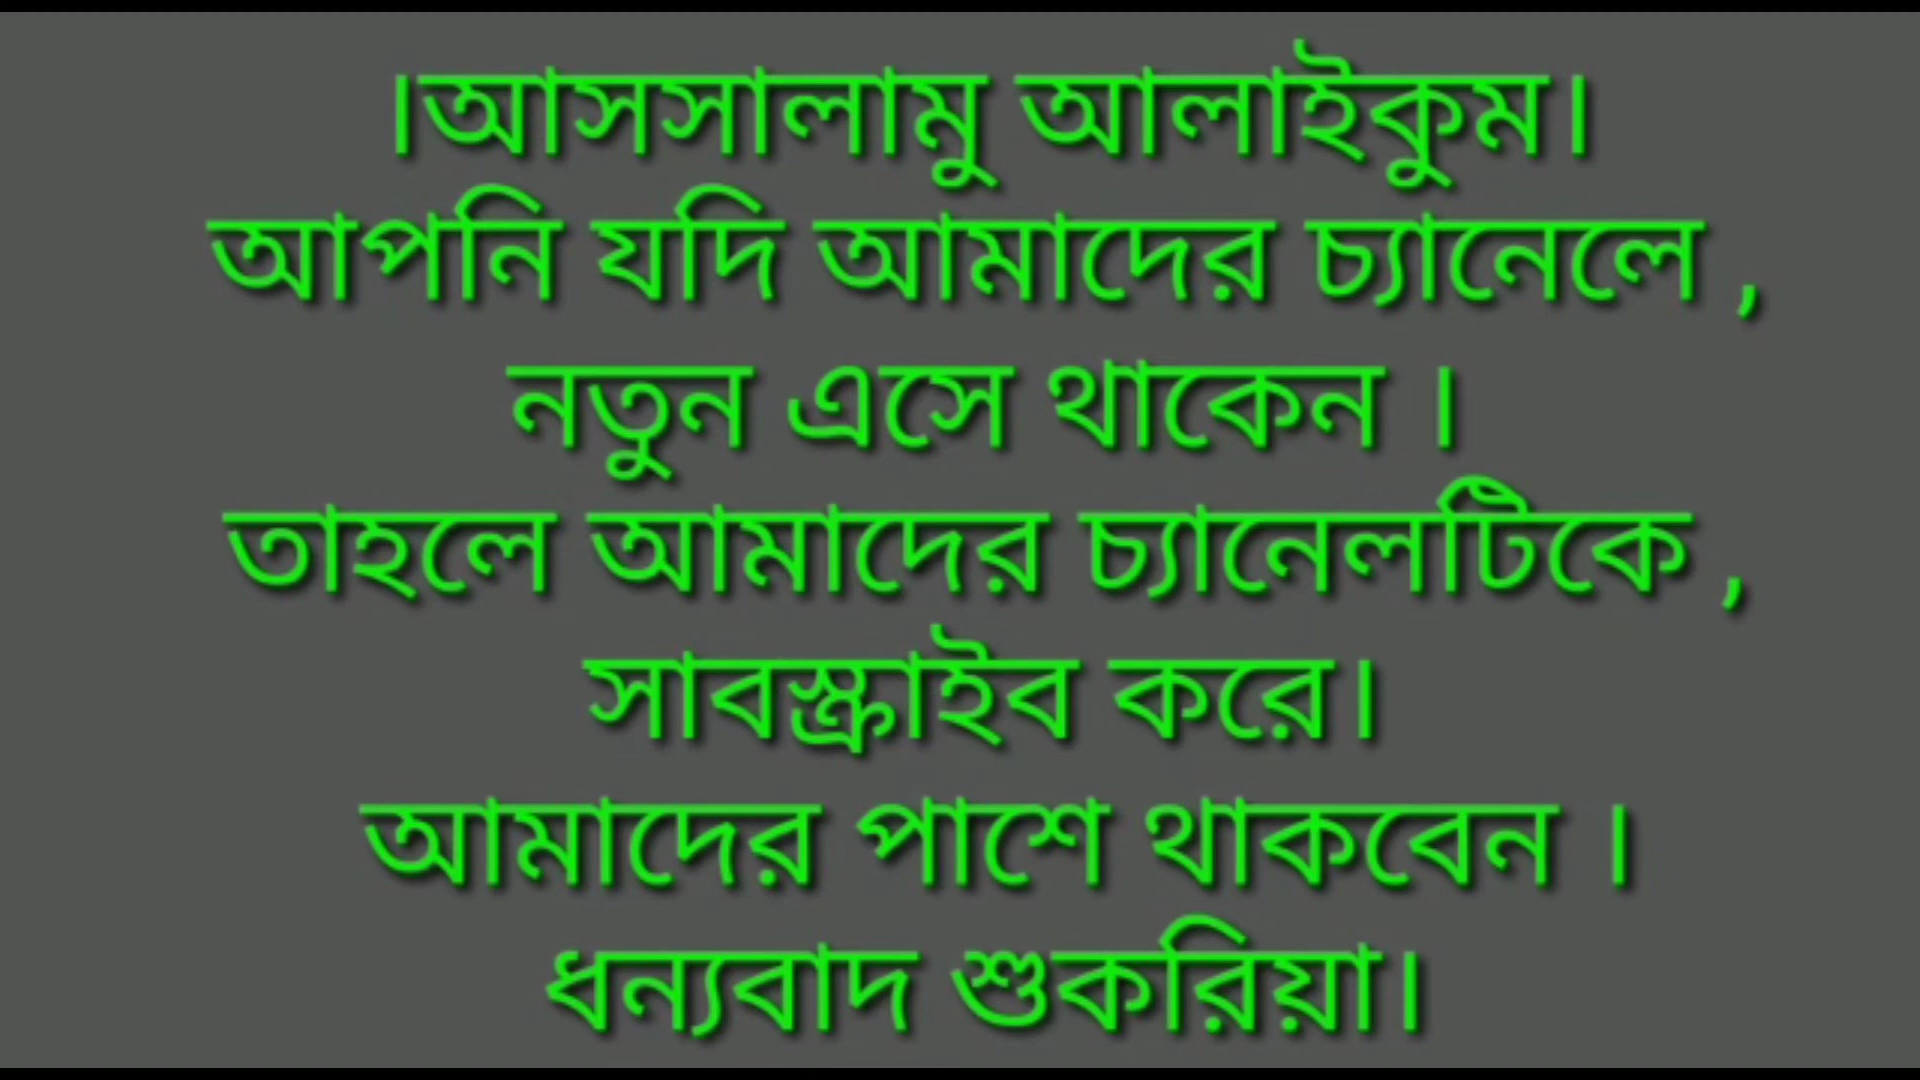 ।আসসালামু আলাইকুম।
আপনি যদি আমাদের চ্যানেলে ,
নতুন এসে থাকেন ।
তাহলে আমাদের চ্যানেলটিকে ,
সাবস্ক্রাইব করে।
আমাদের পাশে থাকবেন ।
ধন্যবাদ শুকরিয়া।